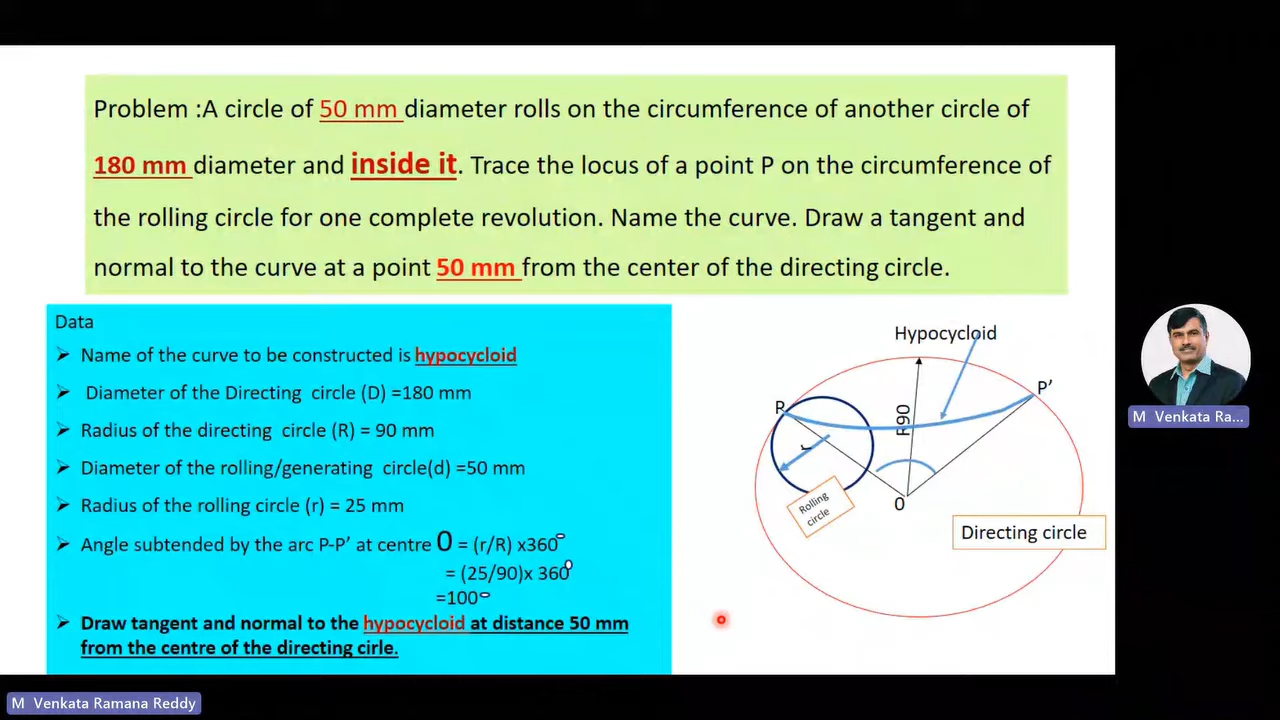 Problem :A circle of 50 mm diameter rolls on the circumference of another circle of
180 mm diameter and inside it. Trace the locus of a point P on the circumference of
the rolling circle for one complete revolution. Name the curve. Draw a tangent and
normal to the curve at a point 50 mm from the center of the directing circle.
Data
➢ Name of the curve to be constructed is hypocycloid
➢ Diameter of the Directing circle (D) =180 mm
➢ Radius of the directing circle (R) = 90 mm
➢ Diameter of the rolling/generating circle(d) =50 mm
➢ Radius of the rolling circle (r) = 25 mm
➢ Angle subtended by the arc P-P’ at centre O = (r/R) x360°
= (25/90)x 360°
=100°
➢ Draw tangent and normal to the hypocycloid at distance 50 mm
from the centre of the directing cirle.
Hypocycloid
P’
R90
r
Rolling
circle
O
Directing circle
M Venkata Ra...
M Venkata Ramana Reddy